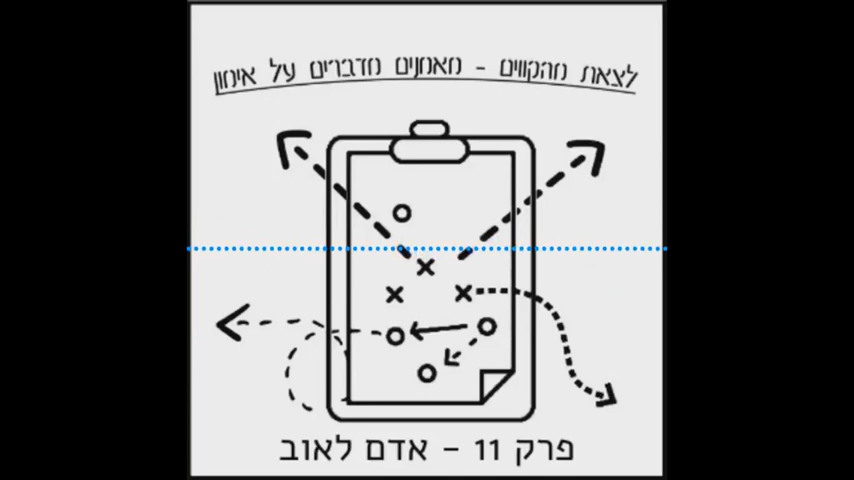 לצאת מהקווים - מאמנים מדברים על אימון
פרק 11 - אדם לאוב